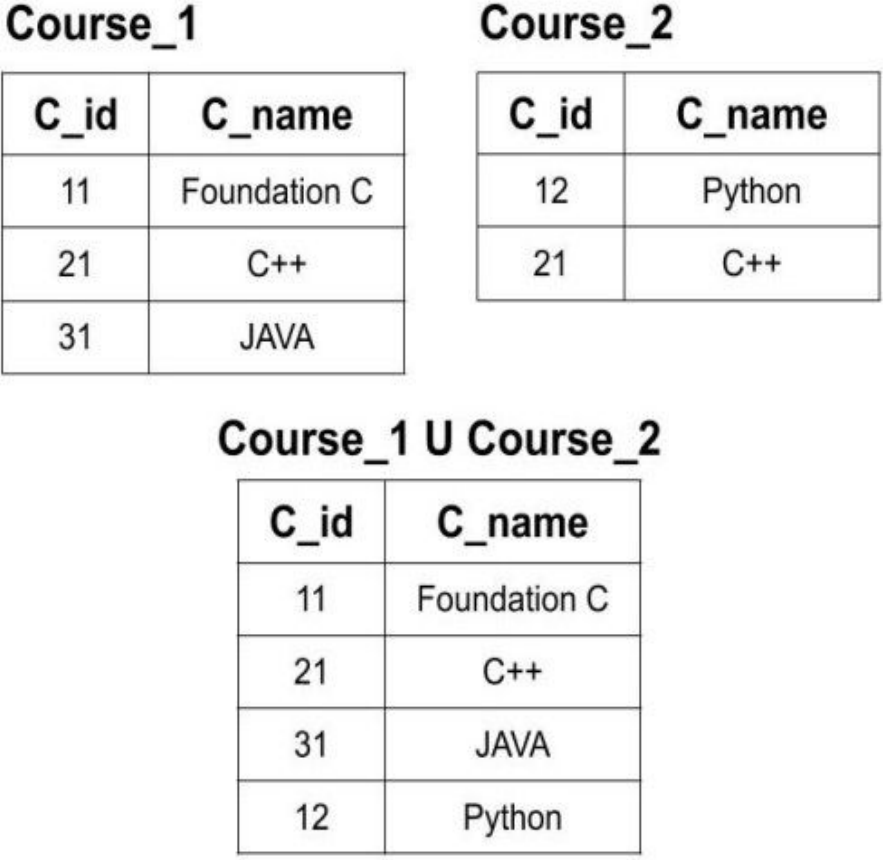 Course_1
C_id C_name
11 Foundation C
21 C++
31 JAVA
Course_2
C_id C_name
12 Python
21 C++
Course_1 U Course_2
C_id C_name
11 Foundation C
21 C++
31 JAVA
12 Python